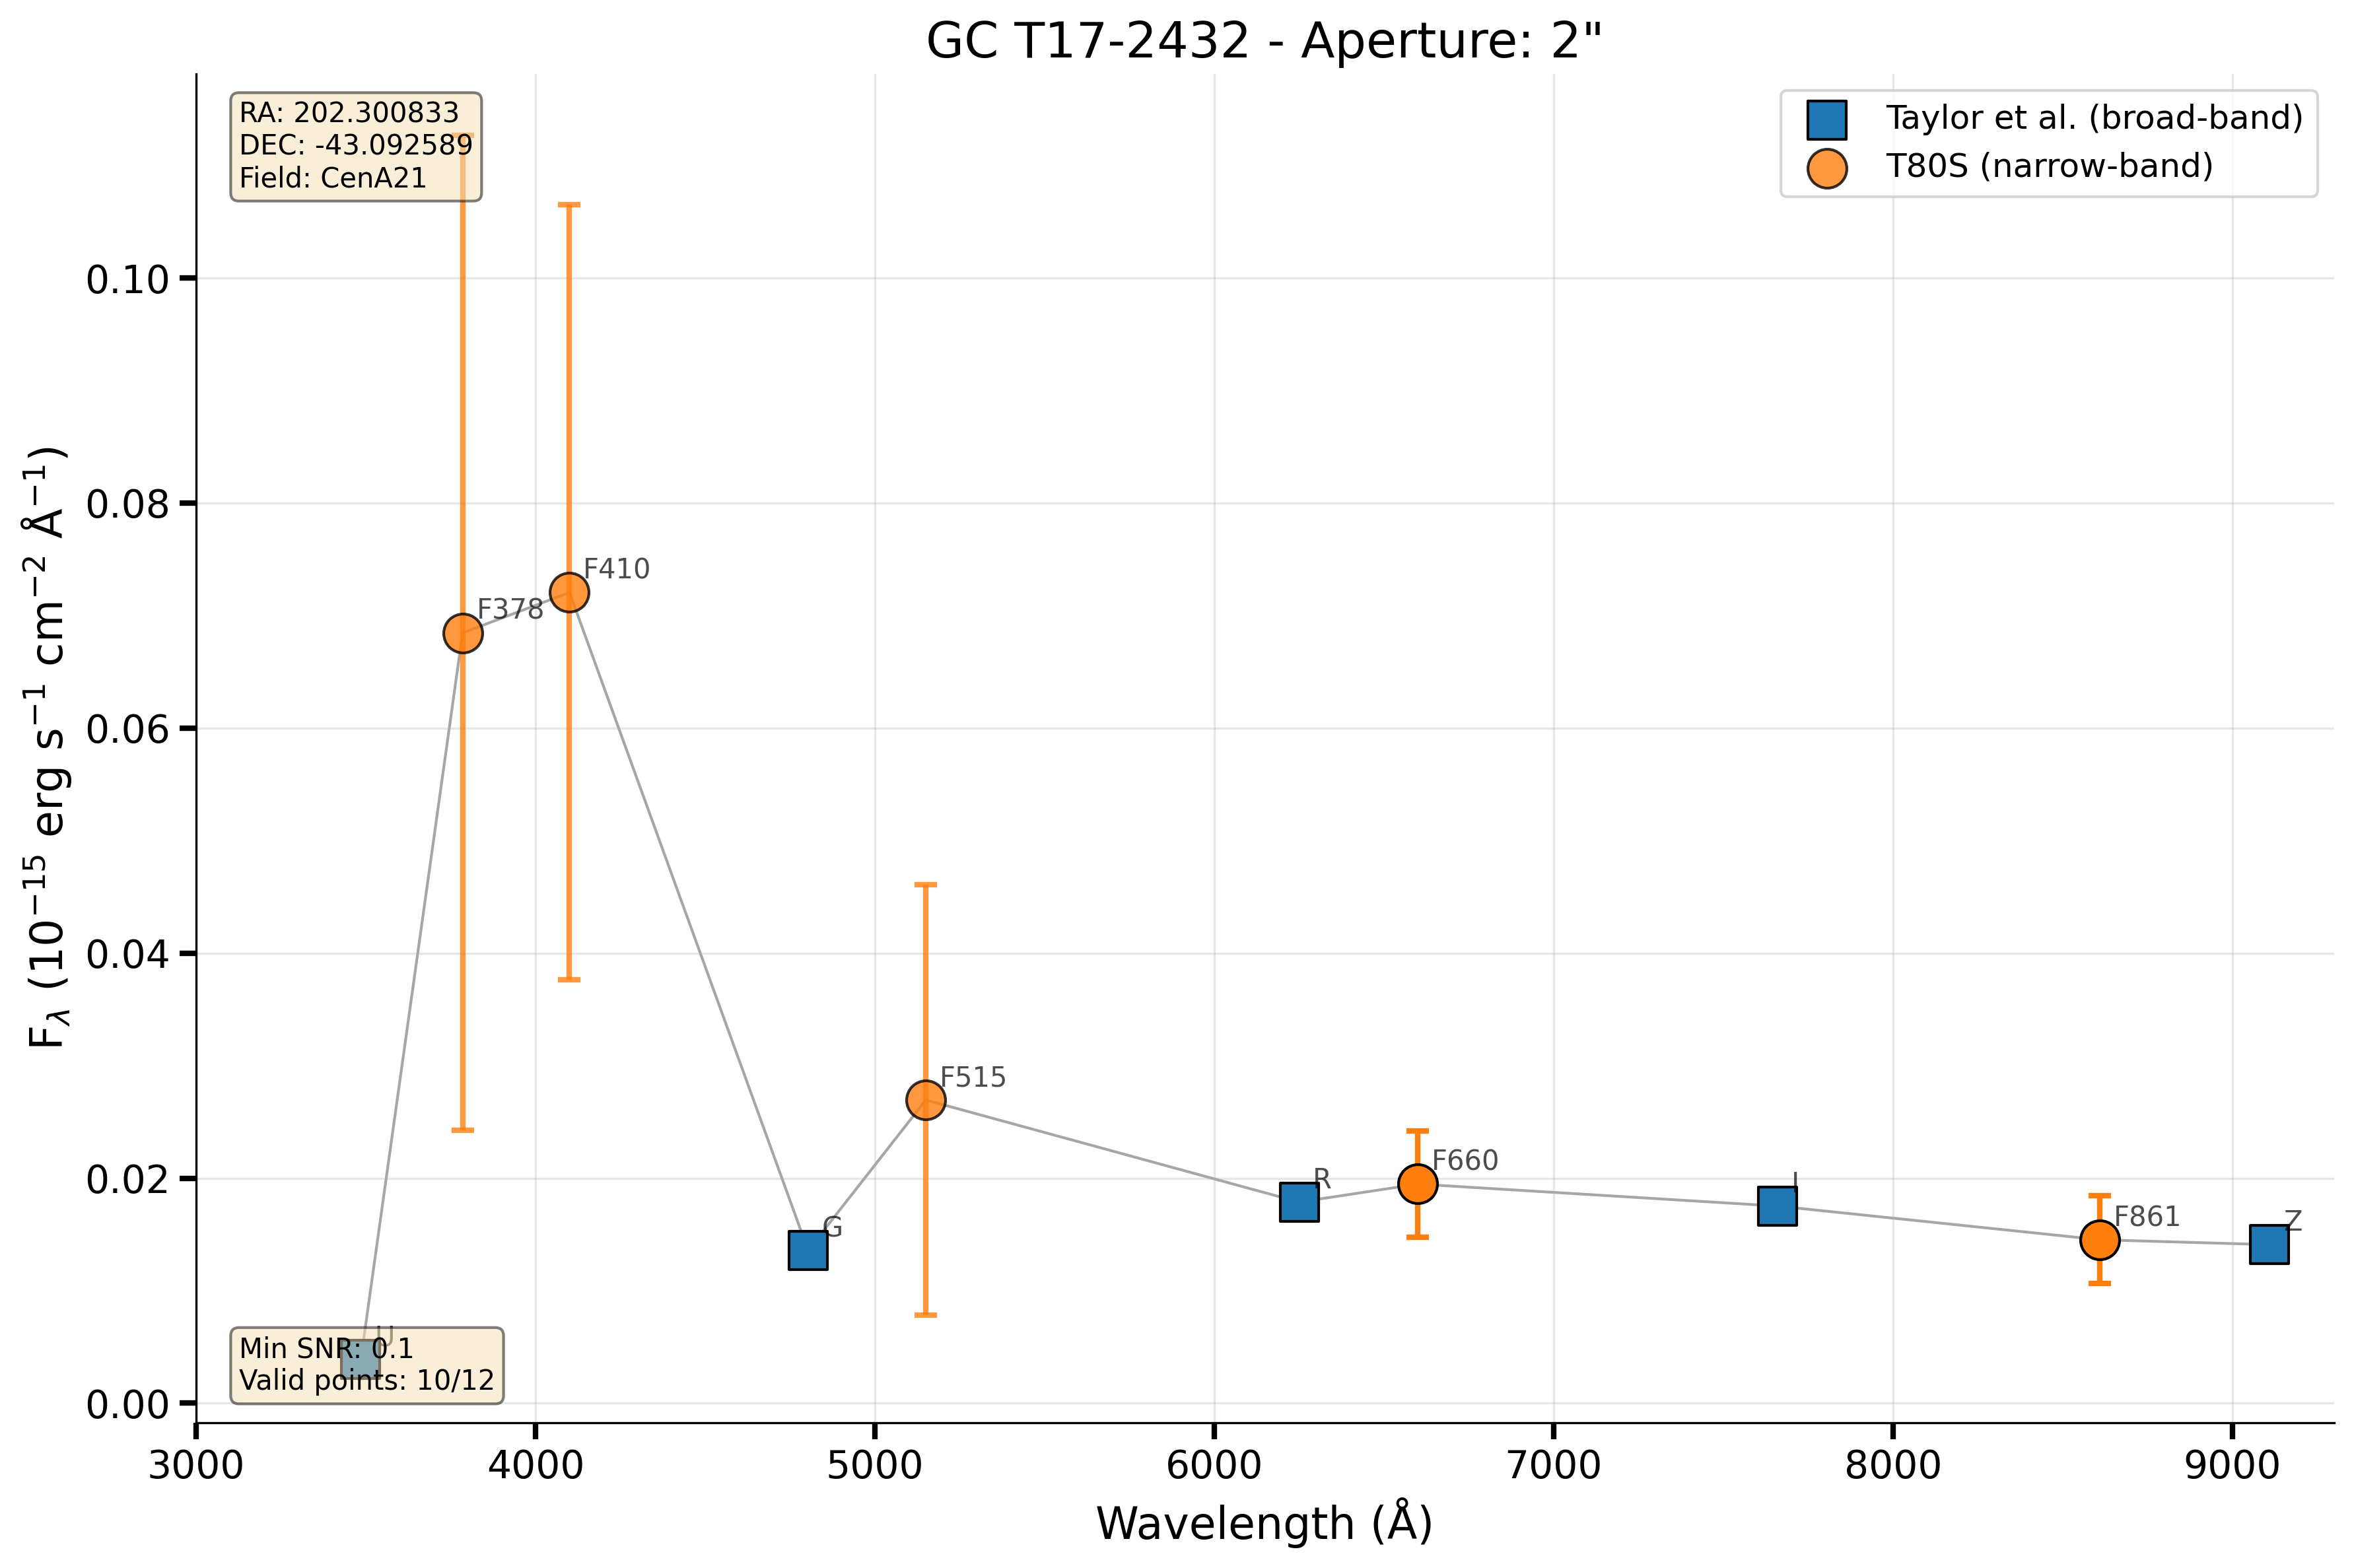 GC T17-2432 - Aperture: 2"
RA: 202.300833
DEC: -43.092589
Field: CenA21
Taylor et al. (broad-band)
T80S (narrow-band)
F_λ (10⁻¹⁵ erg s⁻¹ cm⁻² Å⁻¹)
0.10
0.08
0.06
0.04
0.02
0.00
F378
F410
F515
F660
F861
U
G
R
I
Z
Min SNR: 0.1
Valid points: 10/12
3000
4000
5000
6000
7000
8000
9000
Wavelength (Å)